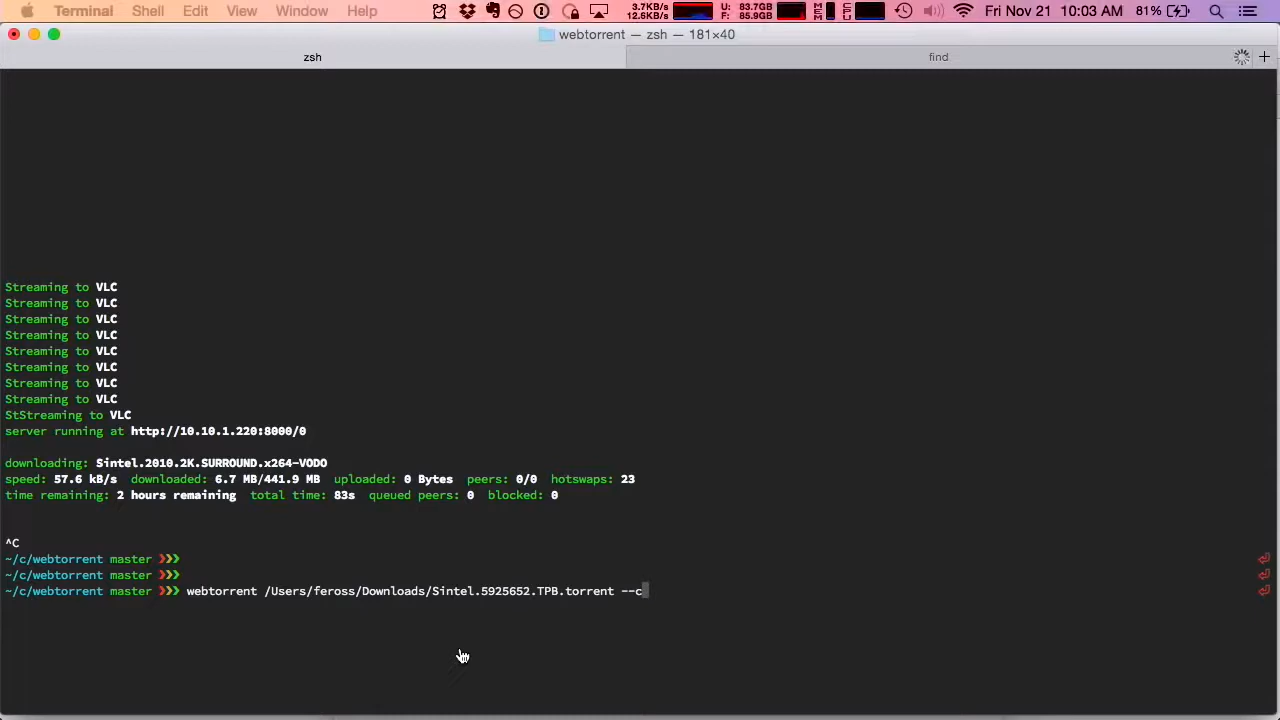 Terminal Shell Edit View Window Help 3.7KB/s 12.6KB/s U: 83.7GB F: 85.9GB MEM CPU Fri Nov 21 10:03 AM 81%
webtorrent — zsh — 181×40
zsh find +
Streaming to VLC
Streaming to VLC
Streaming to VLC
Streaming to VLC
Streaming to VLC
Streaming to VLC
Streaming to VLC
Streaming to VLC
StStreaming to VLC
server running at http://10.10.1.220:8000/0
downloading: Sintel.2010.2K.SURROUND.x264-VODO
speed: 57.6 kB/s downloaded: 6.7 MB/441.9 MB uploaded: 0 Bytes peers: 0/0 hotswaps: 23
time remaining: 2 hours remaining total time: 83s queued peers: 0 blocked: 0
^C
~/c/webtorrent master ❯❯❯
~/c/webtorrent master ❯❯❯
~/c/webtorrent master ❯❯❯ webtorrent /Users/feross/Downloads/Sintel.5925652.TPB.torrent --c